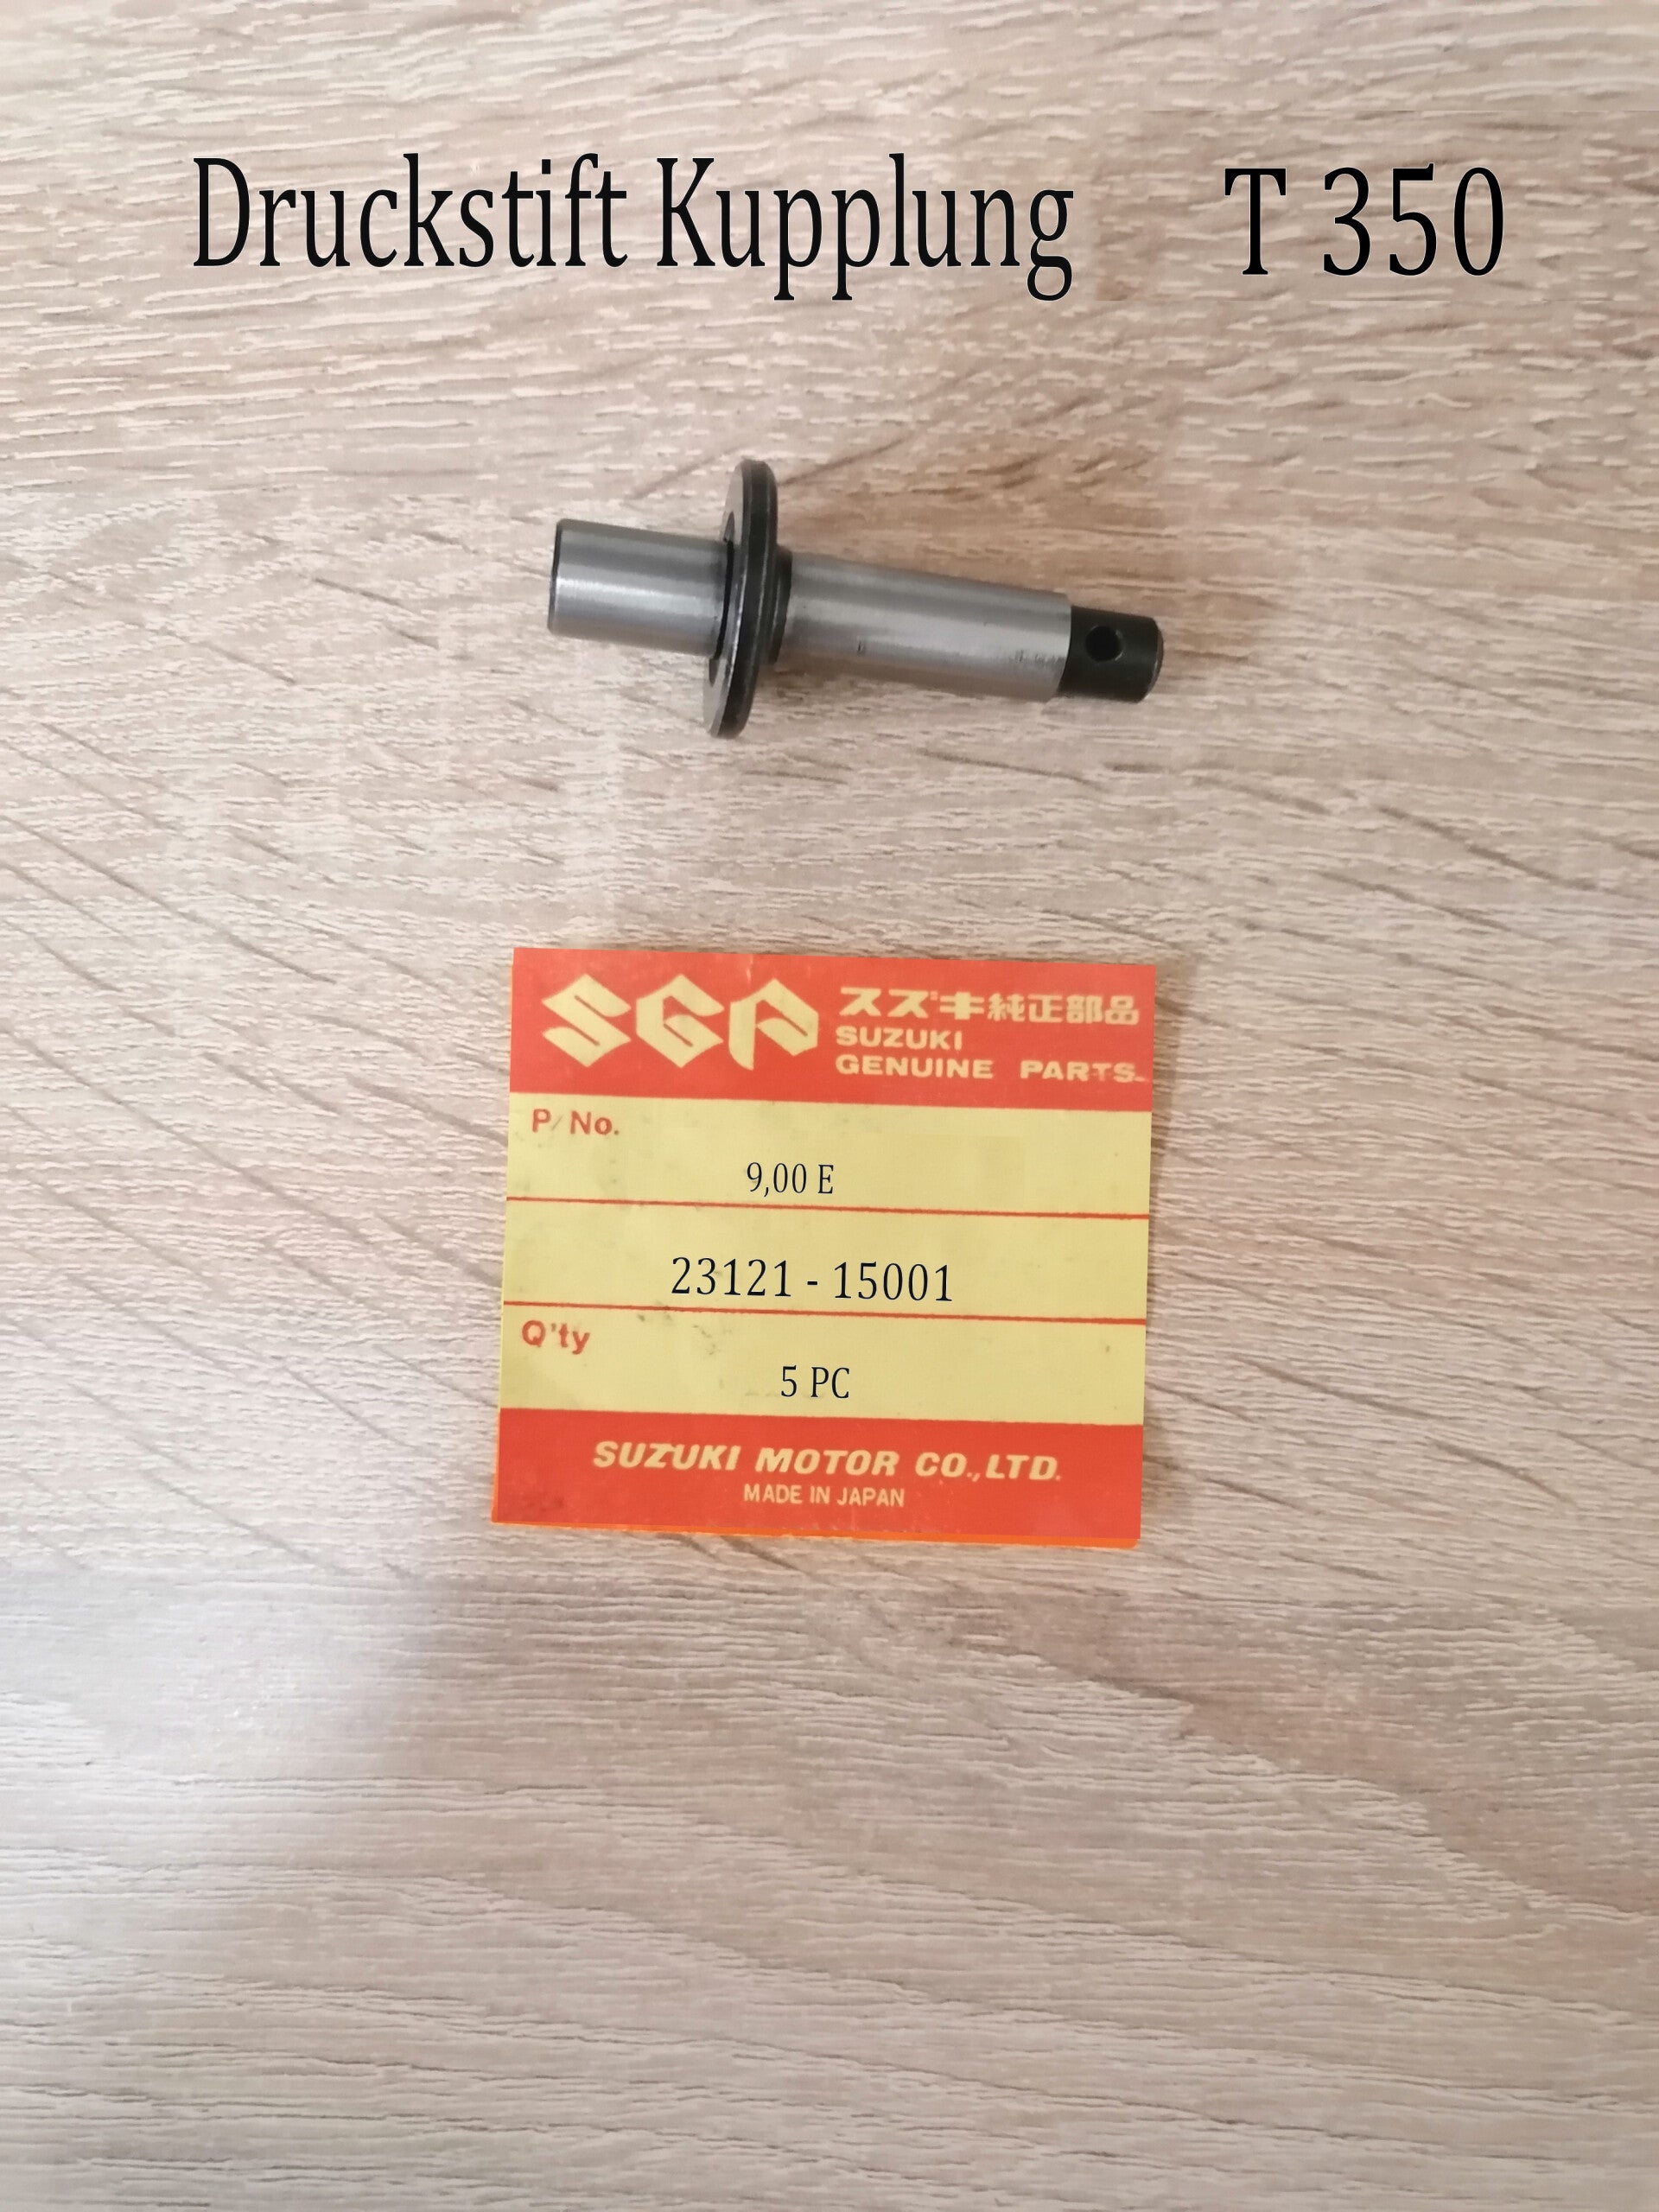 Druckstift Kupplung T 350
SGP スズキ純正部品
SUZUKI
GENUINE PARTS
P/No.
9,00 E
23121 - 15001
Q'ty
5 PC
SUZUKI MOTOR CO.,LTD.
MADE IN JAPAN